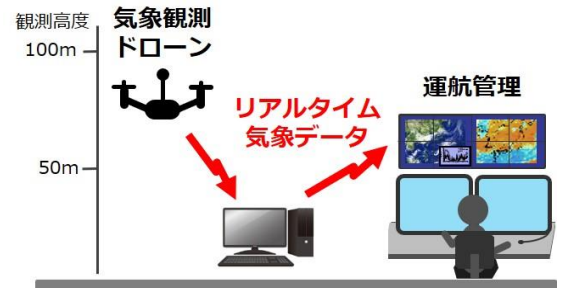 観測高度
100m
50m
気象観測
ドローン
リアルタイム
気象データ
運航管理